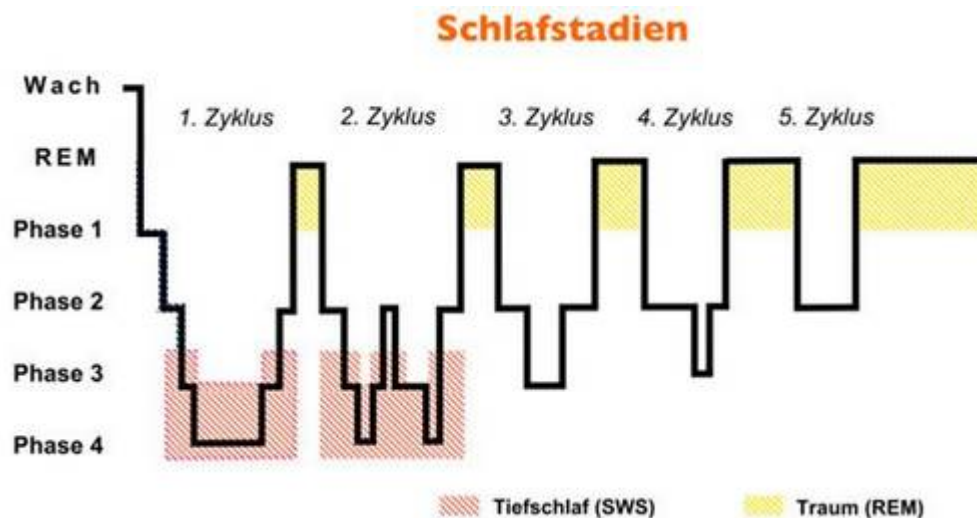 Schlafstadien
Wach
1. Zyklus 2. Zyklus 3. Zyklus 4. Zyklus 5. Zyklus
REM
Phase 1
Phase 2
Phase 3
Phase 4
Tiefschlaf (SWS) Traum (REM)